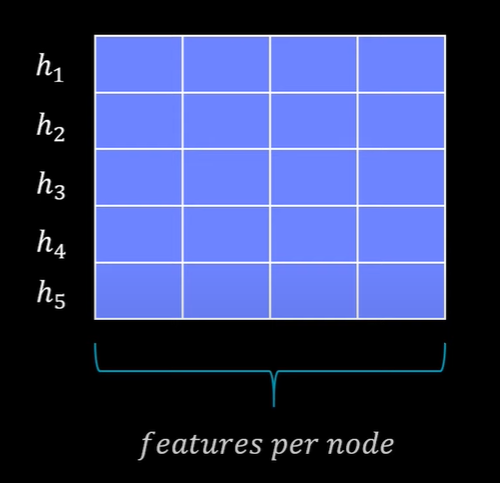 h₁
h₂
h₃
h₄
h₅
features per node